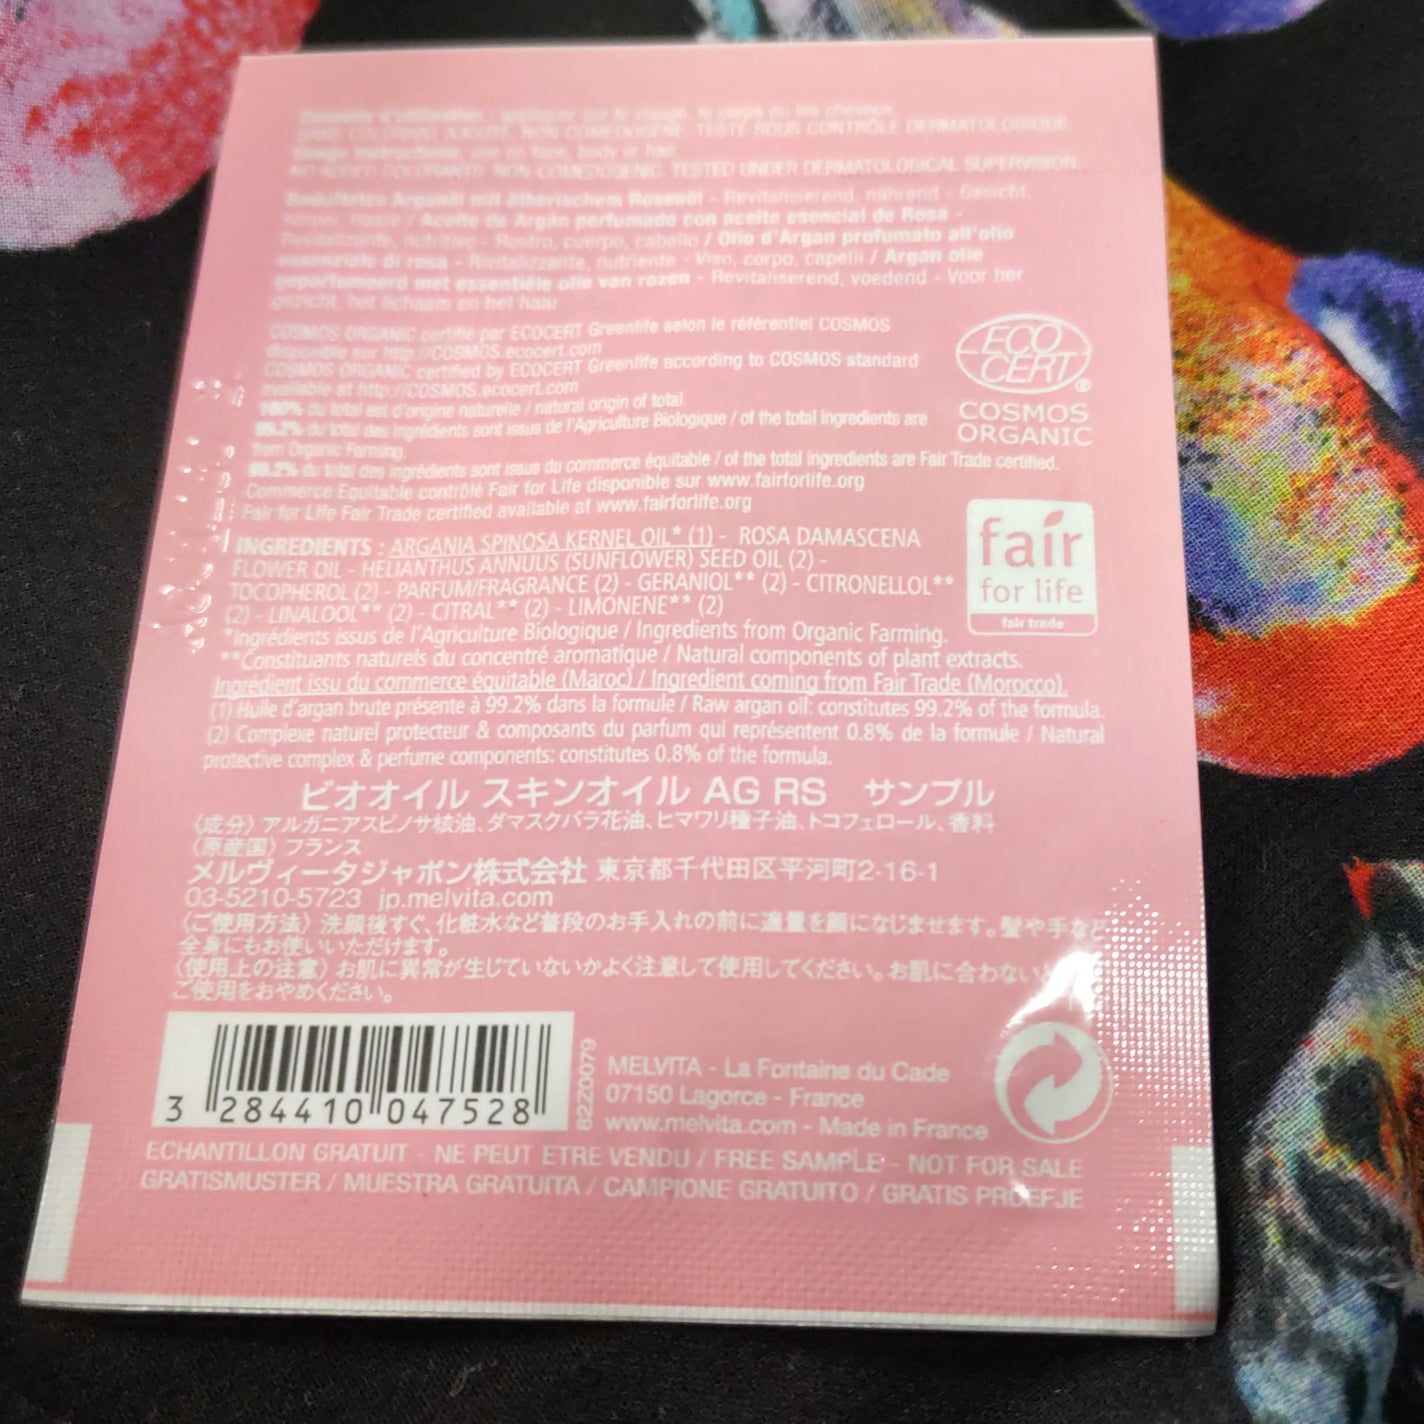 Conseils d'utilisation : appliquer sur le visage, le corps ou les cheveux.
SANS COLORANT AJOUTÉ. NON COMEDOGENE. TESTÉ SOUS CONTRÔLE DERMATOLOGIQUE.
Usage instructions: use on face, body or hair.
NO ADDED COLORANTS. NON-COMEDOGENIC. TESTED UNDER DERMATOLOGICAL SUPERVISION.
Beduftetes Arganöl mit ätherischem Rosenöl - Revitalisierend, nährend - Gesicht,
Körper, Haare / Aceite de Argán perfumado con aceite esencial de Rosa -
Revitalizante, nutritivo - Rostro, cuerpo, cabello / Olio d'Argan profumato all'olio
essenziale di rosa - Rivitalizzante, nutriente - Viso, corpo, capelli / Argan olie
geparfumeerd met essentiële olie van rozen - Revitaliserend, voedend - Voor her
gezicht, het lichaam en het haar
COSMOS ORGANIC certifié par ECOCERT Greenlife selon le référentiel COSMOS
disponible sur http://COSMOS.ecocert.com
COSMOS ORGANIC certified by ECOCERT Greenlife according to COSMOS standard
available at http://COSMOS.ecocert.com
100% du total est d'origine naturelle / natural origin of total.
99.2% du total des ingrédients sont issus de l'Agriculture Biologique / of the total ingredients are
from Organic Farming.
99.2% du total des ingrédients sont issus du commerce équitable / of the total ingredients are Fair Trade certified.
Commerce Equitable contrôlé Fair for Life disponible sur www.fairforlife.org
Fair for Life Fair Trade certified available at www.fairforlife.org
ECO
CERT®
COSMOS
ORGANIC
INGREDIENTS : ARGANIA SPINOSA KERNEL OIL* (1) - ROSA DAMASCENA
FLOWER OIL - HELIANTHUS ANNUUS (SUNFLOWER) SEED OIL (2) -
TOCOPHEROL (2) - PARFUM/FRAGRANCE (2) - GERANIOL** (2) - CITRONELLOL**
(2) - LINALOOL** (2) - CITRAL** (2) - LIMONENE** (2)
fair
for life
fair trade
*Ingrédients issus de l'Agriculture Biologique / Ingredients from Organic Farming.
**Constituants naturels du concentré aromatique / Natural components of plant extracts.
Ingrédient issu du commerce équitable (Maroc) / Ingredient coming from Fair Trade (Morocco).
(1) Huile d'argan brute présente à 99.2% dans la formule / Raw argan oil: constitutes 99.2% of the formula.
(2) Complexe naturel protecteur & composants du parfum qui représentent 0.8% de la formule / Natural
protective complex & perfume components: constitutes 0.8% of the formula.
ビオオイル スキンオイル AG RS サンプル
〈成分〉アルガニアスピノサ核油、ダマスクバラ花油、ヒマワリ種子油、トコフェロール、香料
〈原産国〉フランス
メルヴィータジャポン株式会社 東京都千代田区平河町2-16-1
03-5210-5723 jp.melvita.com
〈ご使用方法〉洗顔後すぐ、化粧水など普段のお手入れの前に適量を顔になじませます。髪や手など
全身にもお使いいただけます。
〈使用上の注意〉お肌に異常が生じていないかよく注意して使用してください。お肌に合わない
ご使用をおやめください。
3 284410 047528
82Z0079
MELVITA - La Fontaine du Cade
07150 Lagorce - France
www.melvita.com - Made in France
ECHANTILLON GRATUIT - NE PEUT ETRE VENDU / FREE SAMPLE - NOT FOR SALE
GRATISMUSTER / MUESTRA GRATUITA / CAMPIONE GRATUITO / GRATIS PROEFJE